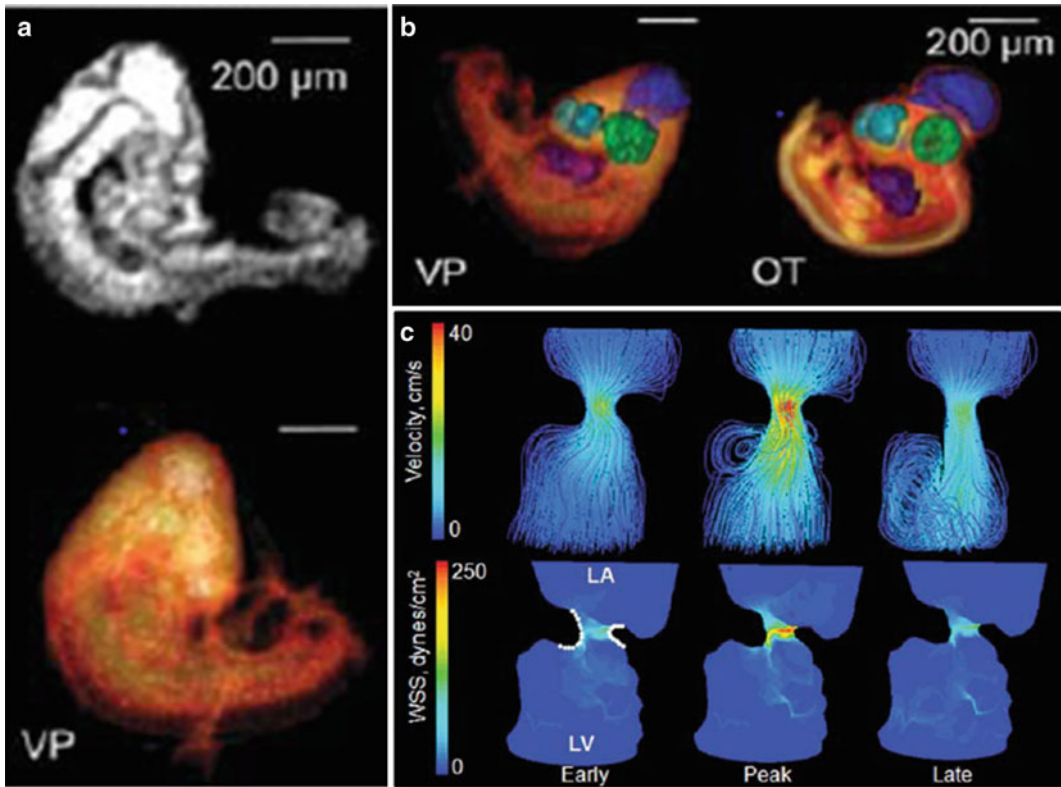 a
200 µm
VP
b
200 µm
VP
OT
c
40
Velocity, cm/s
0
250
WSS, dynes/cm²
0
LA
LV
Early
Peak
Late